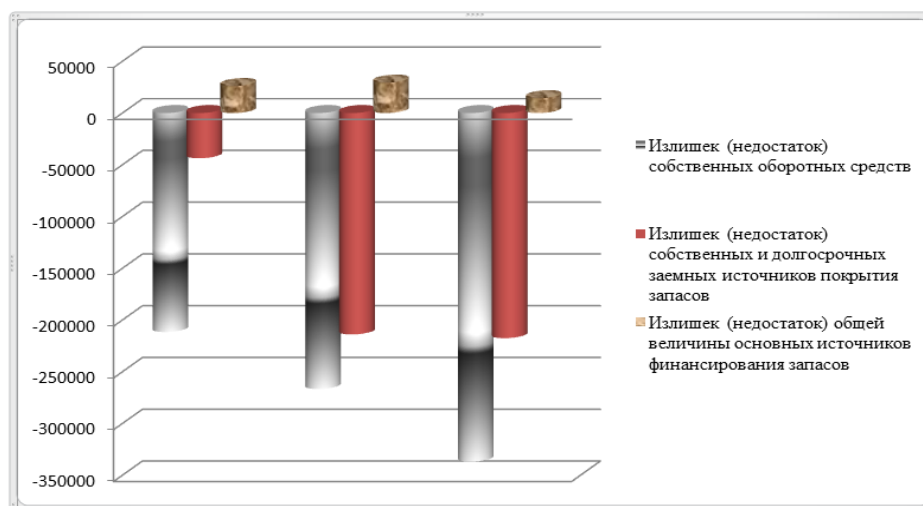 50000
0
-50000
-100000
-150000
-200000
-250000
-300000
-350000
Излишек (недостаток)
собственных оборотных средств
Излишек (недостаток)
собственных и долгосрочных
заемных источников покрытия
запасов
Излишек (недостаток) общей
величины основных источников
финансирования запасов